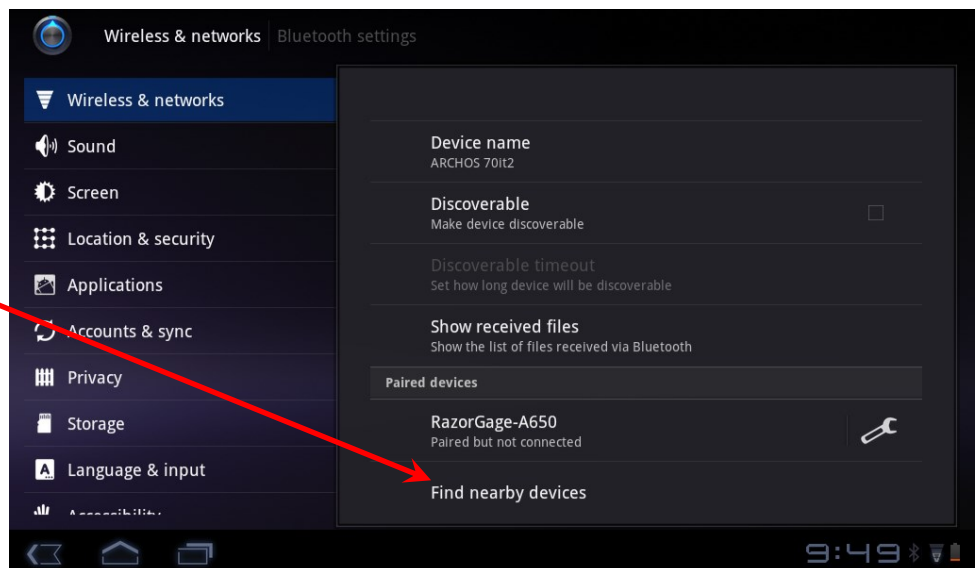 Wireless & networks Bluetooth settings
Wireless & networks
Sound
Screen
Location & security
Applications
Accounts & sync
Privacy
Storage
Language & input
Accessibility
Device name
ARCHOS 70it2
Discoverable
Make device discoverable
Discoverable timeout
Set how long device will be discoverable
Show received files
Show the list of files received via Bluetooth
Paired devices
RazorGage-A650
Paired but not connected
Find nearby devices
9:49